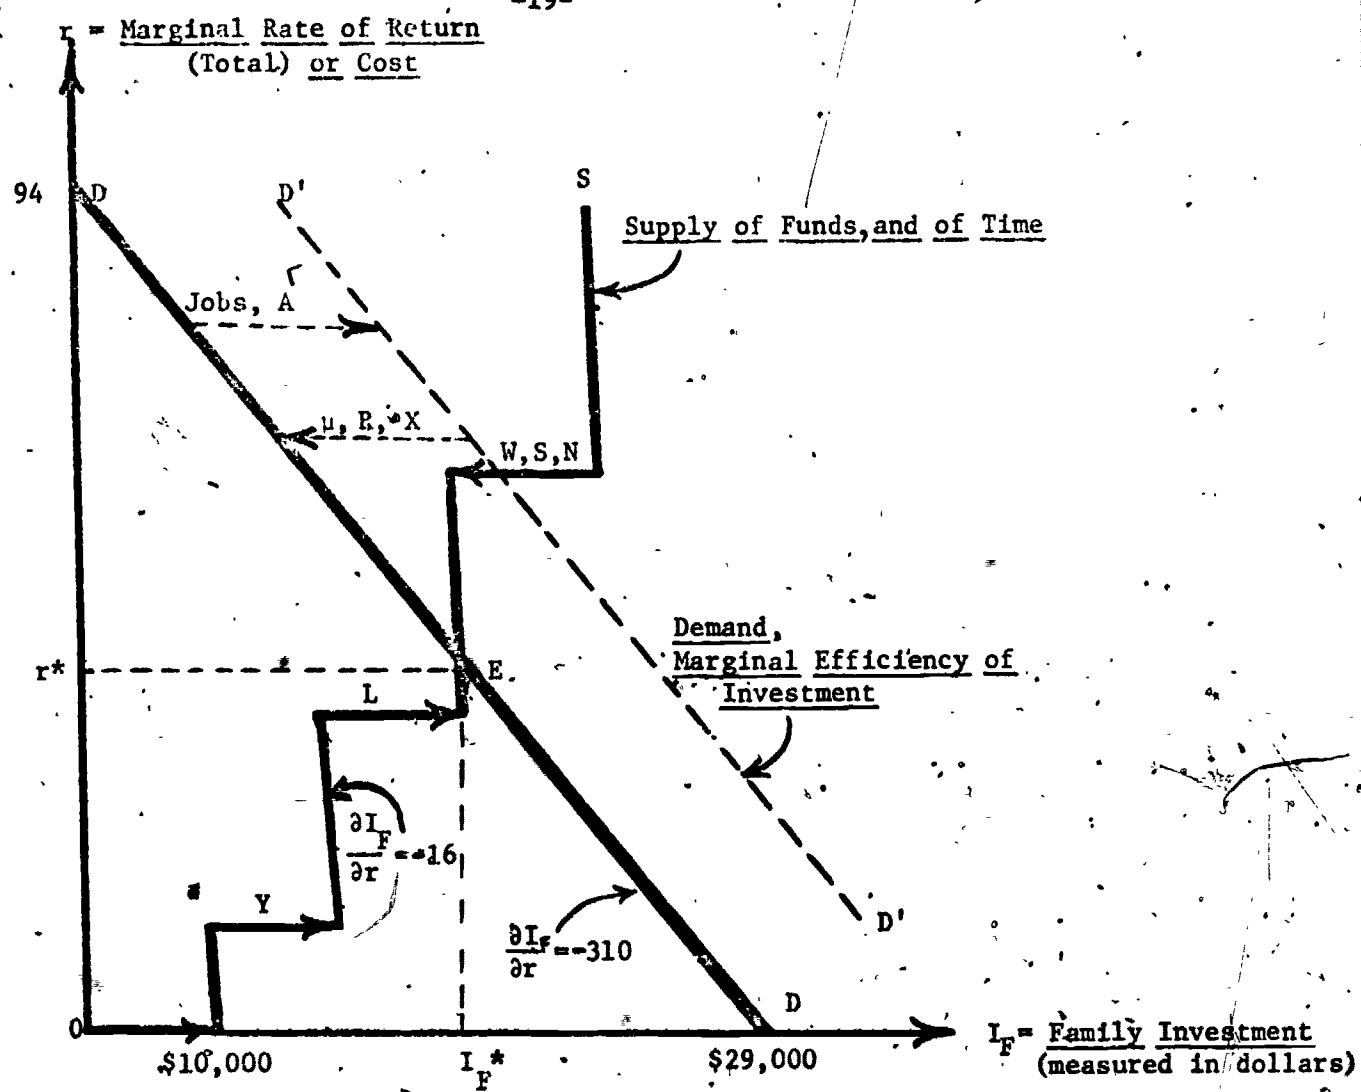 -19-
r = Marginal Rate of Return
(Total) or Cost
94
D
D'
S
Supply of Funds, and of Time
Jobs, A
μ, P, X
W,S,N
Demand,
Marginal Efficiency of
Investment
r*
E
L
∂I_F/∂r = -16
Y
∂I_F/∂r = -310
D'
D
0
$10,000
I_F*
$29,000
I_F = Family Investment
(measured in dollars)